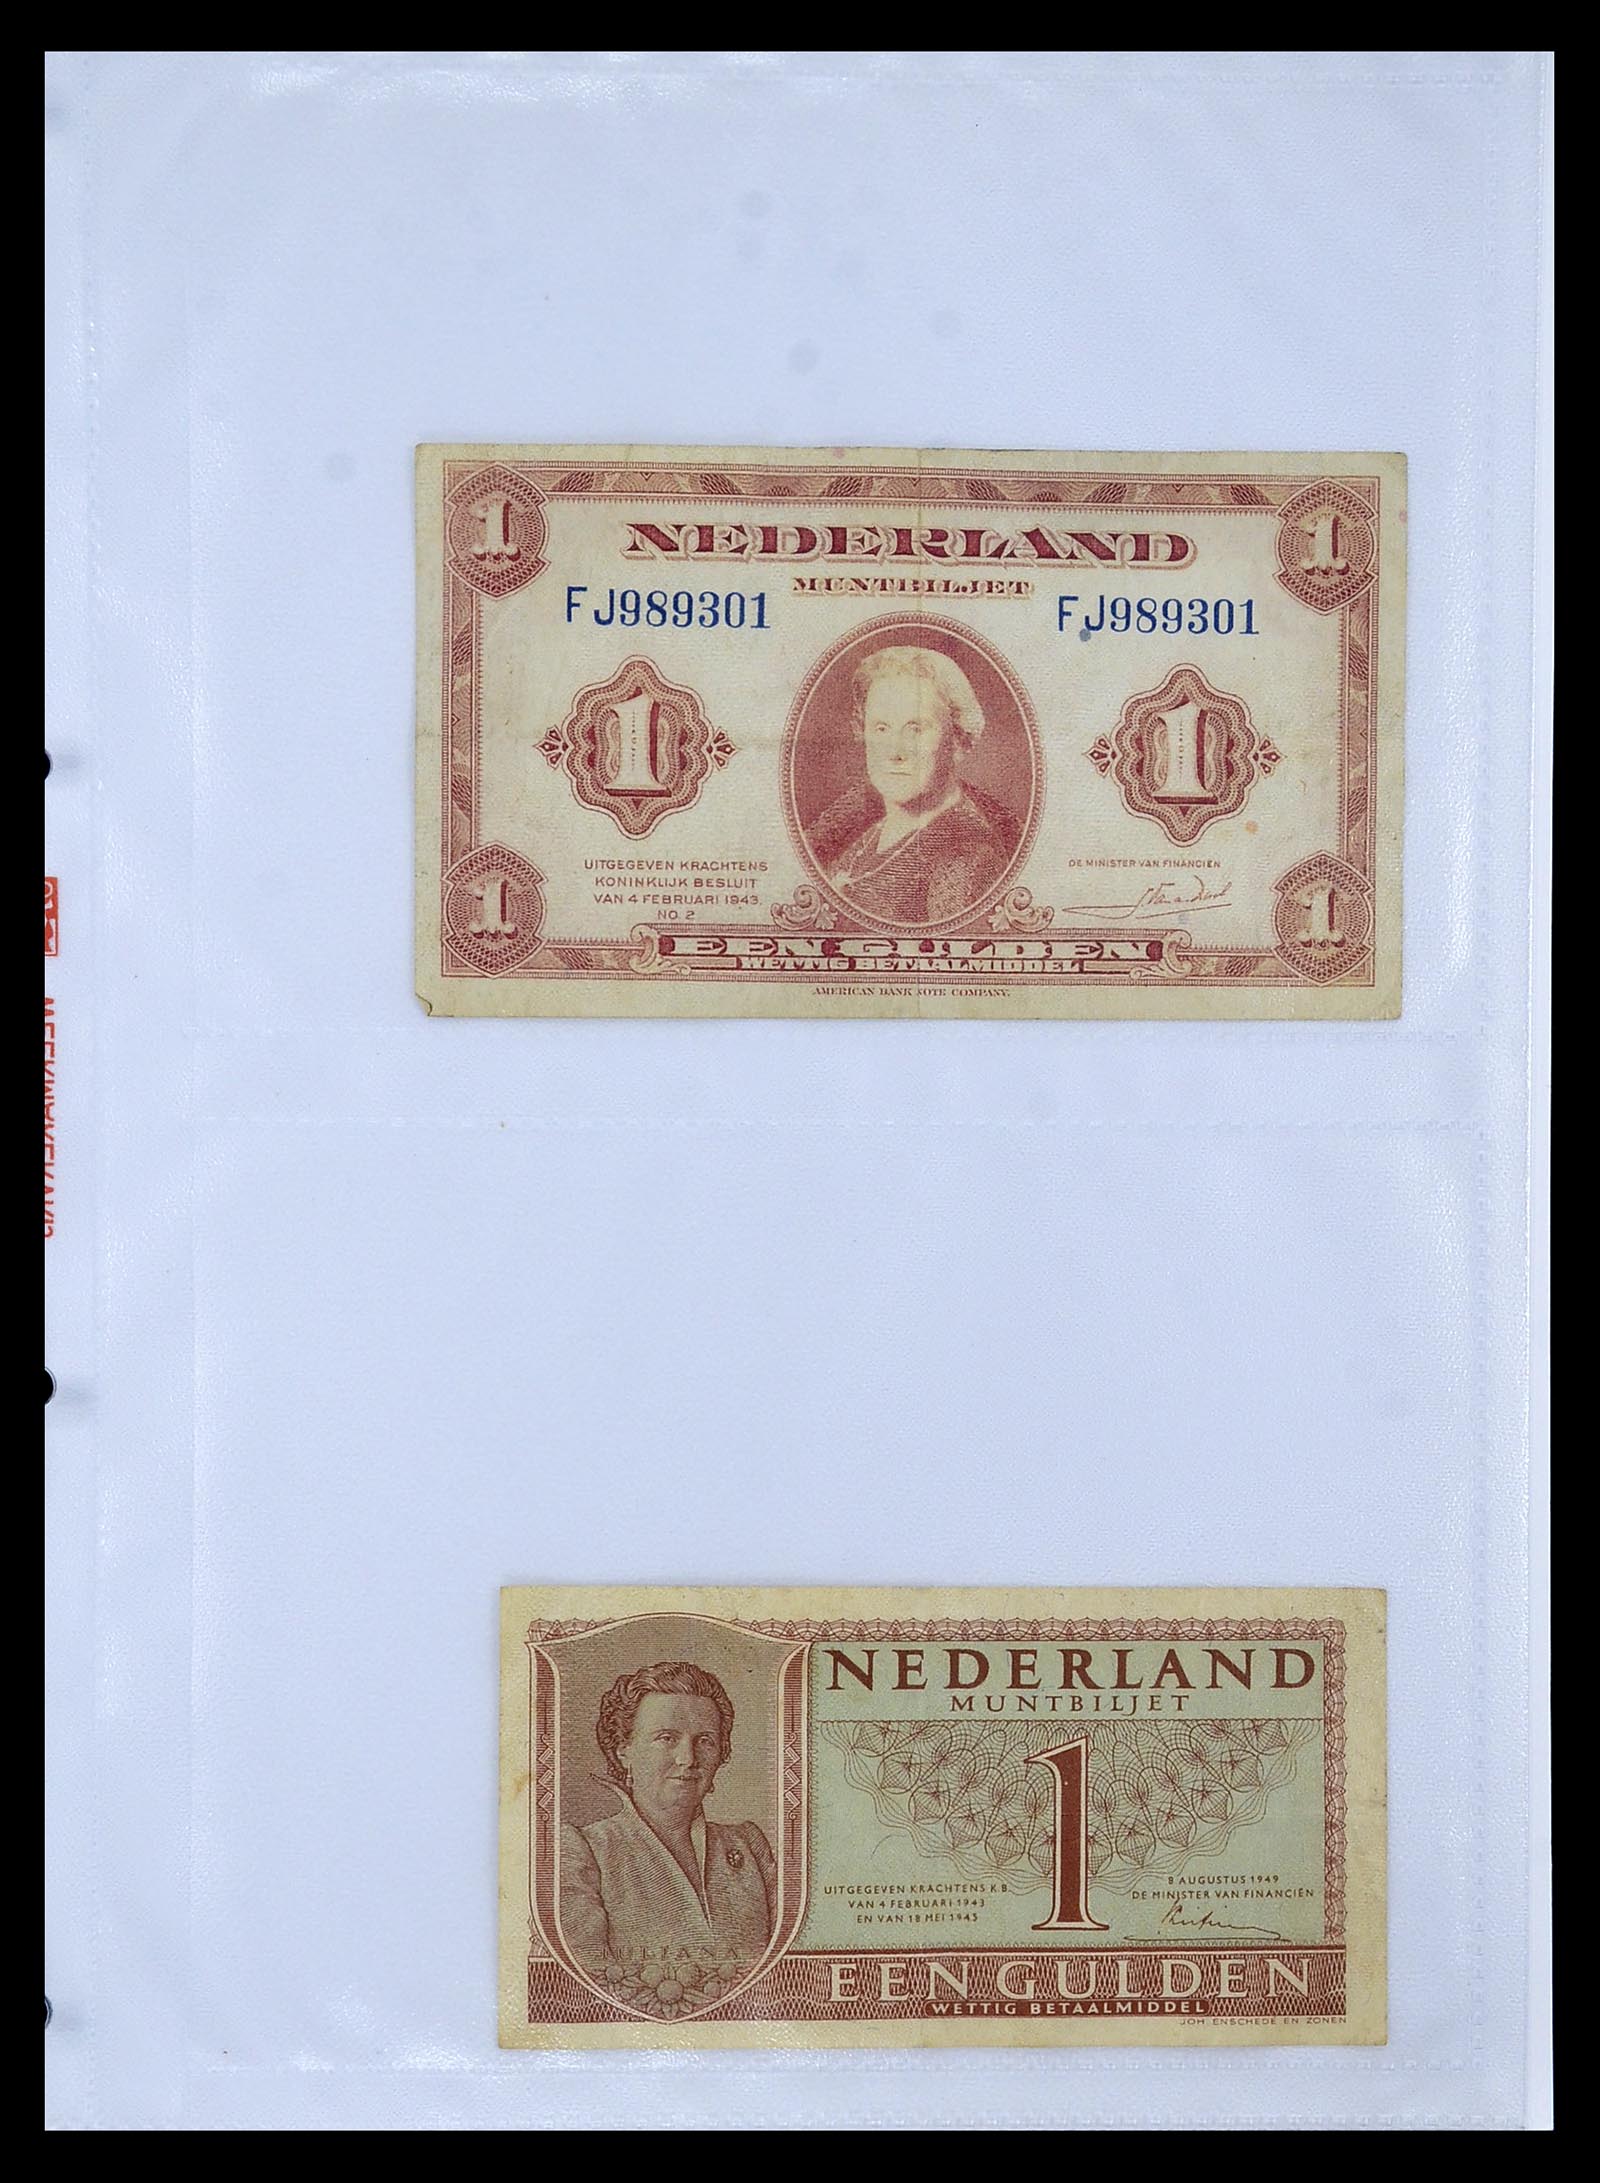 1 1
NEDERLAND
MUNTBILJET
FJ989301 FJ989301
1 1
UITGEGEVEN KRACHTENS
KONINKLIJK BESLUIT
VAN 4 FEBRUARI 1943.
NO. 2
DE MINISTER VAN FINANCIEN
1 1
EEN GULDEN
WETTIG BETAALMIDDEL
AMERICAN BANK NOTE COMPANY.
NEDERLAND
MUNTBILJET
1
UITGEGEVEN KRACHTENS K.B.
VAN 4 FEBRUARI 1943
EN VAN 18 MEI 1945
8 AUGUSTUS 1949
DE MINISTER VAN FINANCIËN
JULIANA
EEN GULDEN
WETTIG BETAALMIDDEL
JOH. ENSCHEDE EN ZONEN